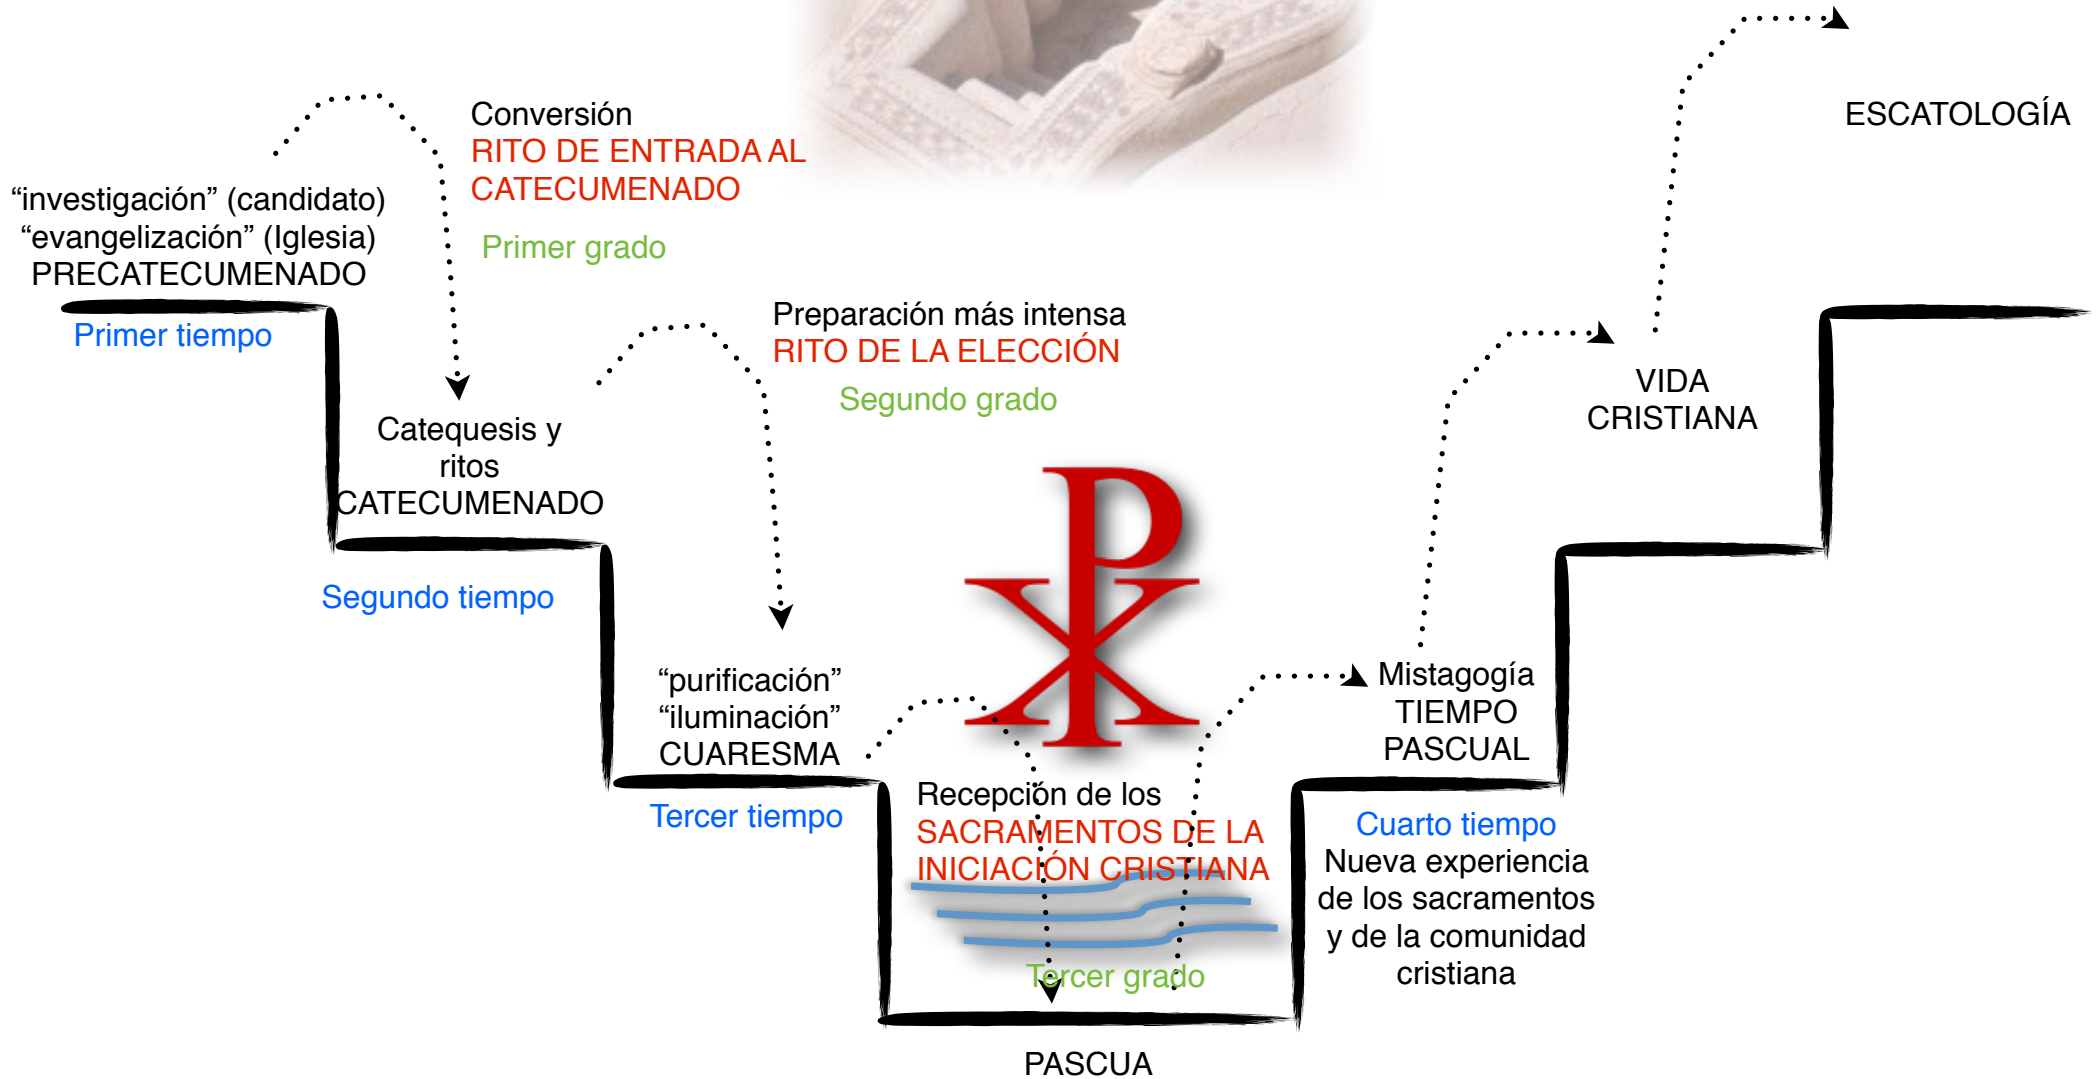 “investigación” (candidato)
“evangelización” (Iglesia)
PRECATECUMENADO
Primer tiempo
Conversión
RITO DE ENTRADA AL
CATECUMENADO
Primer grado
Catequesis y
ritos
CATECUMENADO
Segundo tiempo
Preparación más intensa
RITO DE LA ELECCIÓN
Segundo grado
“purificación”
“iluminación”
CUARESMA
Tercer tiempo
Recepción de los
SACRAMENTOS DE LA
INICIACIÓN CRISTIANA
Tercer grado
PASCUA
Mistagogía
TIEMPO
PASCUAL
Cuarto tiempo
Nueva experiencia
de los sacramentos
y de la comunidad
cristiana
VIDA
CRISTIANA
ESCATOLOGÍA